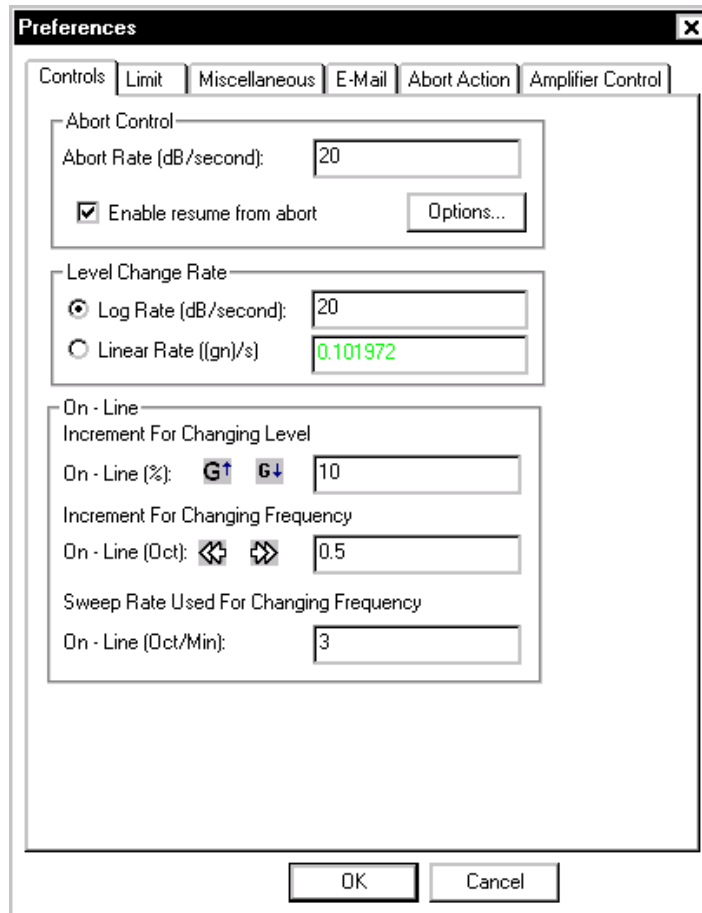 Preferences
Controls Limit Miscellaneous E-Mail Abort Action Amplifier Control
Abort Control
Abort Rate (dB/second): 20
Enable resume from abort Options...
Level Change Rate
Log Rate (dB/second): 20
Linear Rate ((gn)/s) 0.101972
On - Line
Increment For Changing Level
On - Line (%): G↑ G↓ 10
Increment For Changing Frequency
On - Line (Oct): 0.5
Sweep Rate Used For Changing Frequency
On - Line (Oct/Min): 3
OK Cancel